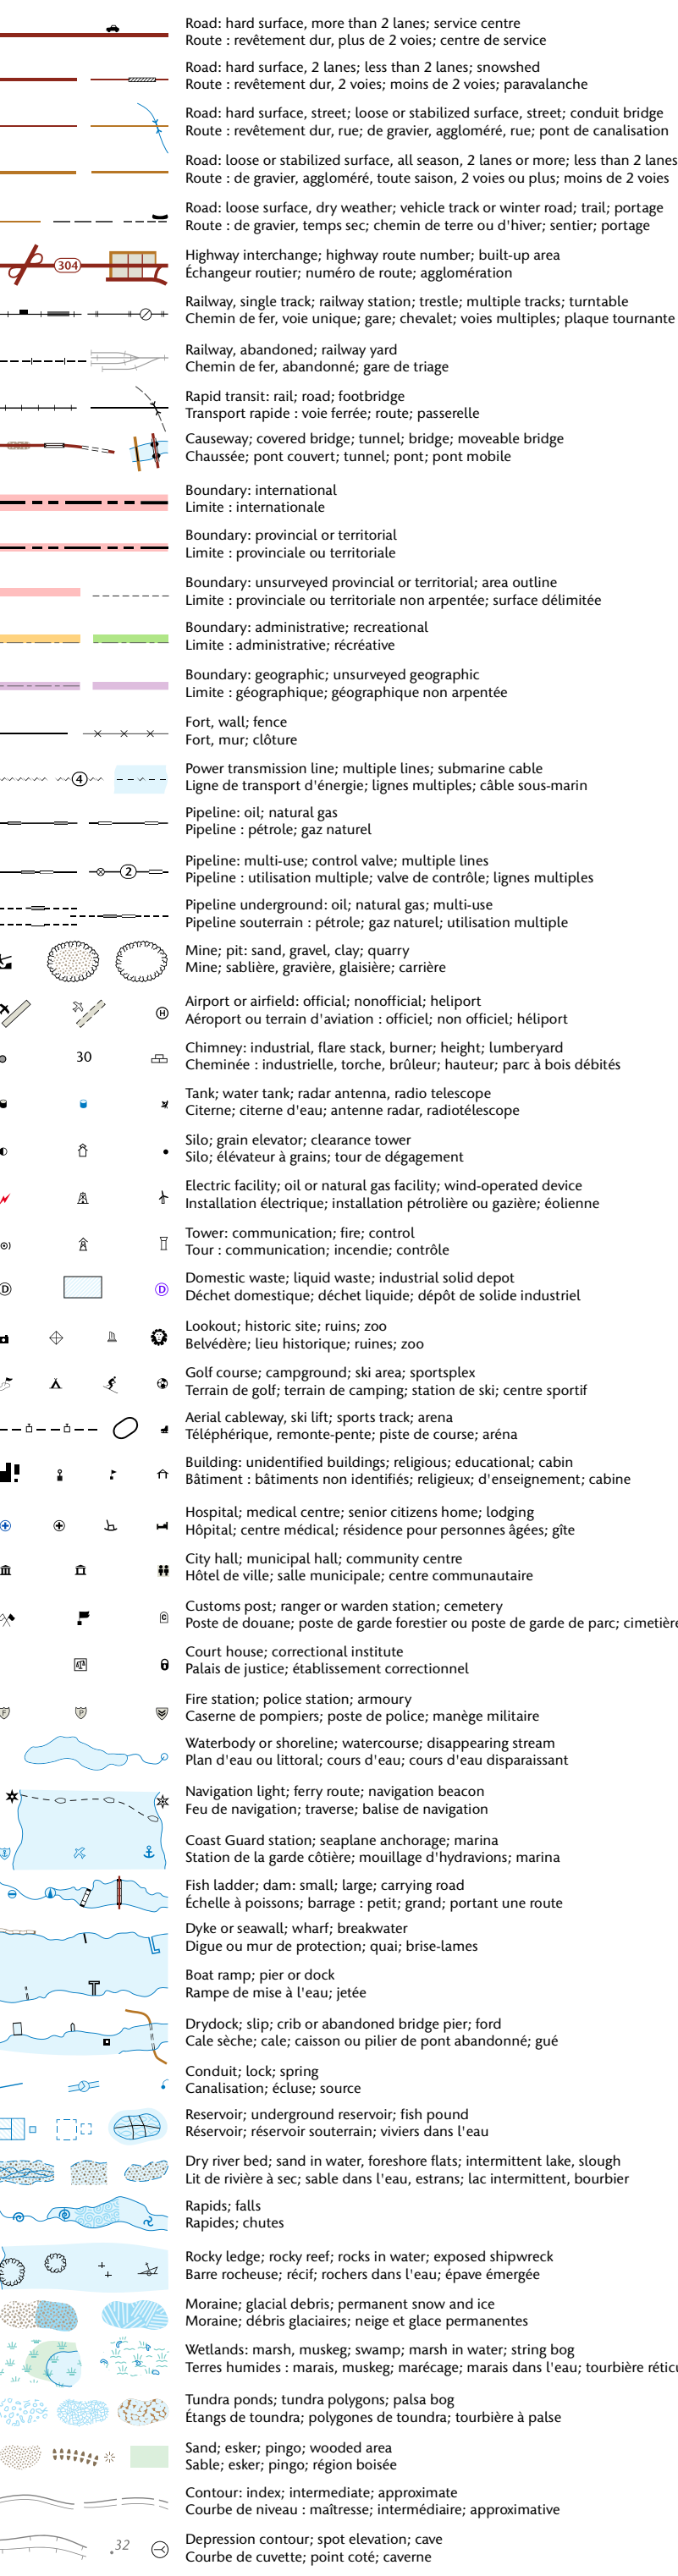 Road: hard surface, more than 2 lanes; service centre
Route : revêtement dur, plus de 2 voies; centre de service
Road: hard surface, 2 lanes; less than 2 lanes; snowshed
Route : revêtement dur, 2 voies; moins de 2 voies; paravalanche
Road: hard surface, street; loose or stabilized surface, street; conduit bridge
Route : revêtement dur, rue; de gravier, aggloméré, rue; pont de canalisation
Road: loose or stabilized surface, all season, 2 lanes or more; less than 2 lanes
Route : de gravier, aggloméré, toute saison, 2 voies ou plus; moins de 2 voies
Road: loose surface, dry weather; vehicle track or winter road; trail; portage
Route : de gravier, temps sec; chemin de terre ou d'hiver; sentier; portage
304
Highway interchange; highway route number; built-up area
Échangeur routier; numéro de route; agglomération
Railway, single track; railway station; trestle; multiple tracks; turntable
Chemin de fer, voie unique; gare; chevalet; voies multiples; plaque tournante
Railway, abandoned; railway yard
Chemin de fer, abandonné; gare de triage
Rapid transit: rail; road; footbridge
Transport rapide : voie ferrée; route; passerelle
Causeway; covered bridge; tunnel; bridge; moveable bridge
Chaussée; pont couvert; tunnel; pont; pont mobile
Boundary: international
Limite : internationale
Boundary: provincial or territorial
Limite : provinciale ou territoriale
Boundary: unsurveyed provincial or territorial; area outline
Limite : provinciale ou territoriale non arpentée; surface délimitée
Boundary: administrative; recreational
Limite : administrative; récréative
Boundary: geographic; unsurveyed geographic
Limite : géographique; géographique non arpentée
Fort, wall; fence
Fort, mur; clôture
4
Power transmission line; multiple lines; submarine cable
Ligne de transport d'énergie; lignes multiples; câble sous-marin
Pipeline: oil; natural gas
Pipeline : pétrole; gaz naturel
2
Pipeline: multi-use; control valve; multiple lines
Pipeline : utilisation multiple; valve de contrôle; lignes multiples
Pipeline underground: oil; natural gas; multi-use
Pipeline souterrain : pétrole; gaz naturel; utilisation multiple
Mine; pit: sand, gravel, clay; quarry
Mine; sablière, gravière, glaisière; carrière
H
Airport or airfield: official; nonofficial; heliport
Aéroport ou terrain d'aviation : officiel; non officiel; héliport
30
Chimney: industrial, flare stack, burner; height; lumberyard
Cheminée : industrielle, torche, brûleur; hauteur; parc à bois débités
Tank; water tank; radar antenna, radio telescope
Citerne; citerne d'eau; antenne radar, radiotélescope
Silo; grain elevator; clearance tower
Silo; élévateur à grains; tour de dégagement
Electric facility; oil or natural gas facility; wind-operated device
Installation électrique; installation pétrolière ou gazière; éolienne
Tower: communication; fire; control
Tour : communication; incendie; contrôle
D D
Domestic waste; liquid waste; industrial solid depot
Déchet domestique; déchet liquide; dépôt de solide industriel
Lookout; historic site; ruins; zoo
Belvédère; lieu historique; ruines; zoo
Golf course; campground; ski area; sportsplex
Terrain de golf; terrain de camping; station de ski; centre sportif
Aerial cableway, ski lift; sports track; arena
Téléphérique, remonte-pente; piste de course; aréna
Building: unidentified buildings; religious; educational; cabin
Bâtiment : bâtiments non identifiés; religieux; d'enseignement; cabine
Hospital; medical centre; senior citizens home; lodging
Hôpital; centre médical; résidence pour personnes âgées; gîte
City hall; municipal hall; community centre
Hôtel de ville; salle municipale; centre communautaire
C
Customs post; ranger or warden station; cemetery
Poste de douane; poste de garde forestier ou poste de garde de parc; cimetière
Court house; correctional institute
Palais de justice; établissement correctionnel
F P
Fire station; police station; armoury
Caserne de pompiers; poste de police; manège militaire
Waterbody or shoreline; watercourse; disappearing stream
Plan d'eau ou littoral; cours d'eau; cours d'eau disparaissant
Navigation light; ferry route; navigation beacon
Feu de navigation; traverse; balise de navigation
Coast Guard station; seaplane anchorage; marina
Station de la garde côtière; mouillage d'hydravions; marina
Fish ladder; dam: small; large; carrying road
Échelle à poissons; barrage : petit; grand; portant une route
Dyke or seawall; wharf; breakwater
Digue ou mur de protection; quai; brise-lames
Boat ramp; pier or dock
Rampe de mise à l'eau; jetée
Drydock; slip; crib or abandoned bridge pier; ford
Cale sèche; cale; caisson ou pilier de pont abandonné; gué
Conduit; lock; spring
Canalisation; écluse; source
Reservoir; underground reservoir; fish pound
Réservoir; réservoir souterrain; viviers dans l'eau
Dry river bed; sand in water, foreshore flats; intermittent lake, slough
Lit de rivière à sec; sable dans l'eau, estrans; lac intermittent, bourbier
Rapids; falls
Rapides; chutes
Rocky ledge; rocky reef; rocks in water; exposed shipwreck
Barre rocheuse; récif; rochers dans l'eau; épave émergée
Moraine; glacial debris; permanent snow and ice
Moraine; débris glaciaires; neige et glace permanentes
Wetlands: marsh, muskeg; swamp; marsh in water; string bog
Terres humides : marais, muskeg; marécage; marais dans l'eau; tourbière
Tundra ponds; tundra polygons; palsa bog
Étangs de toundra; polygones de toundra; tourbière à palse
Sand; esker; pingo; wooded area
Sable; esker; pingo; région boisée
Contour: index; intermediate; approximate
Courbe de niveau : maîtresse; intermédiaire; approximative
.32
Depression contour; spot elevation; cave
Courbe de cuvette; point coté; caverne